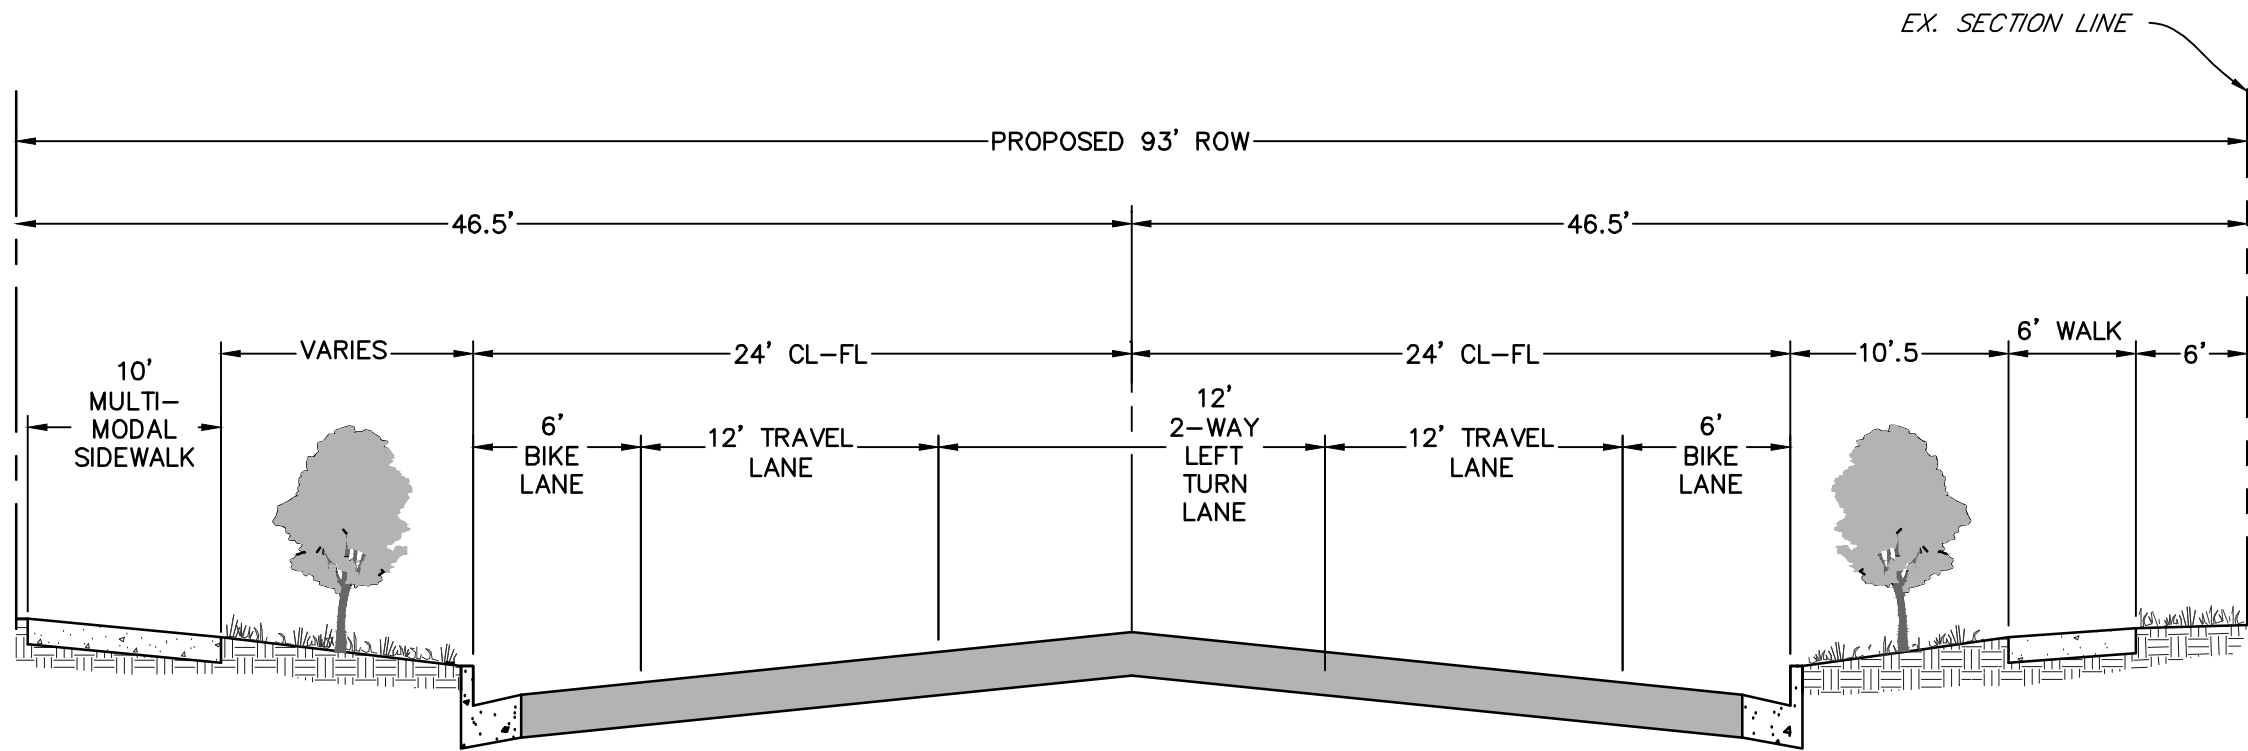 EX. SECTION LINE
PROPOSED 93' ROW
46.5'
46.5'
VARIES
24' CL-FL
24' CL-FL
10'.5
6' WALK
6'
10'
MULTI-
MODAL
SIDEWALK
6'
BIKE
LANE
12' TRAVEL
LANE
12'
2-WAY
LEFT
TURN
LANE
12' TRAVEL
LANE
6'
BIKE
LANE